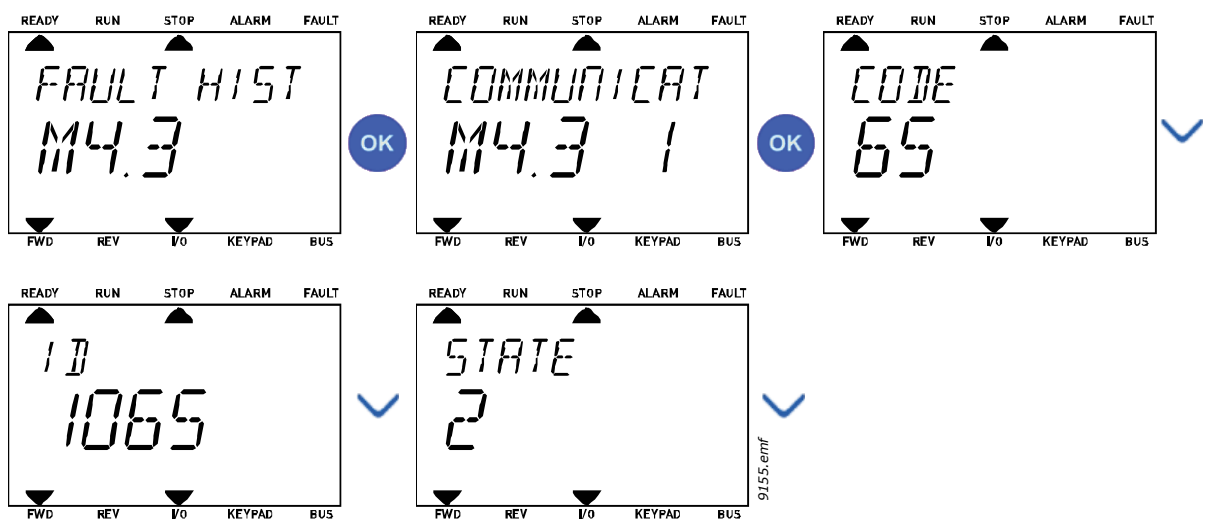 READY RUN STOP ALARM FAULT
FAULT HIST
M4.3
FWD REV I/O KEYPAD BUS
OK
READY RUN STOP ALARM FAULT
COMMUNICAT
M4.3 1
FWD REV I/O KEYPAD BUS
OK
READY RUN STOP ALARM FAULT
CODE
65
FWD REV I/O KEYPAD BUS
READY RUN STOP ALARM FAULT
ID
1065
FWD REV I/O KEYPAD BUS
READY RUN STOP ALARM FAULT
STATE
2
FWD REV I/O KEYPAD BUS
9155.emf